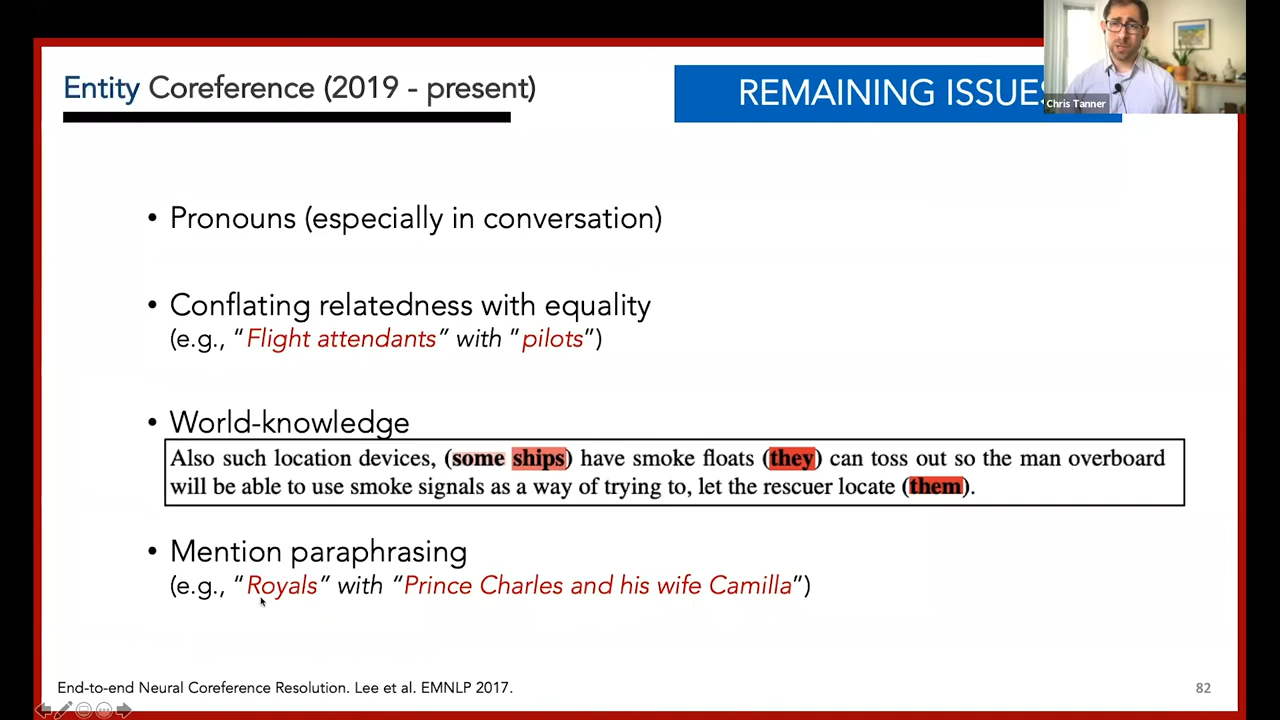 Entity Coreference (2019 - present)
REMAINING ISSUES
Chris Tanner
• Pronouns (especially in conversation)
• Conflating relatedness with equality
(e.g., “Flight attendants” with “pilots”)
• World-knowledge
Also such location devices, (some ships) have smoke floats (they) can toss out so the man overboard
will be able to use smoke signals as a way of trying to, let the rescuer locate (them).
• Mention paraphrasing
(e.g., “Royals” with “Prince Charles and his wife Camilla”)
End-to-end Neural Coreference Resolution. Lee et al. EMNLP 2017.
82